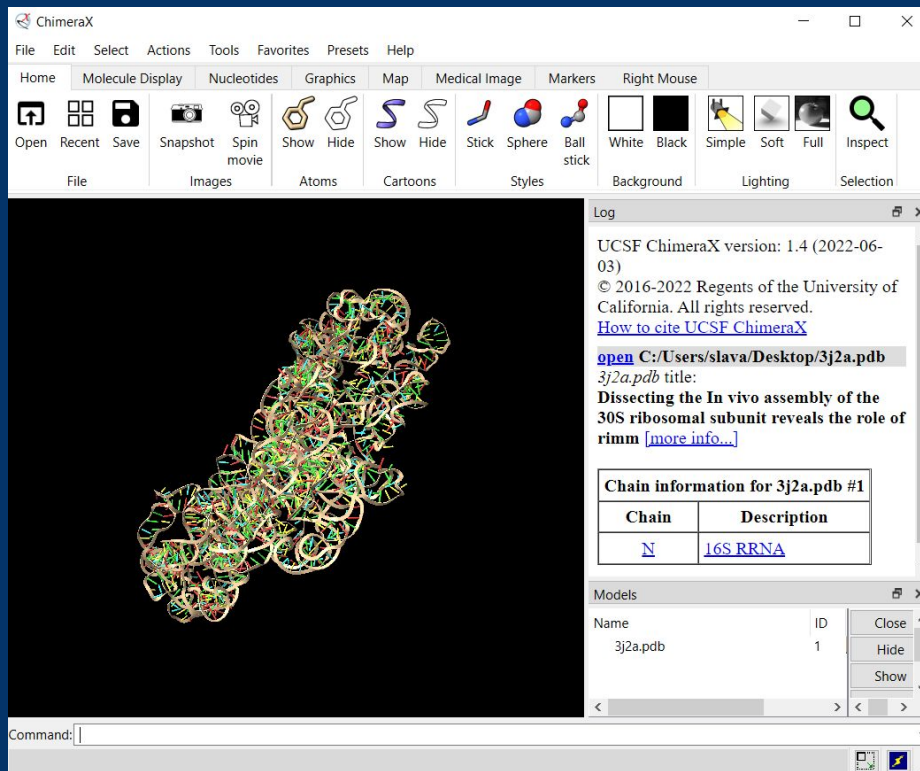 ChimeraX
File Edit Select Actions Tools Favorites Presets Help
Home Molecule Display Nucleotides Graphics Map Medical Image Markers Right Mouse
Open Recent Save Snapshot Spin movie Show Hide Show Hide Stick Sphere Ball stick White Black Simple Soft Full Inspect
File Images Atoms Cartoons Styles Background Lighting Selection
Log
UCSF ChimeraX version: 1.4 (2022-06-
03)
© 2016-2022 Regents of the University of
California. All rights reserved.
How to cite UCSF ChimeraX
open C:/Users/slava/Desktop/3j2a.pdb
3j2a.pdb title:
Dissecting the In vivo assembly of the
30S ribosomal subunit reveals the role of
rimm [more info...]
Chain information for 3j2a.pdb #1
Chain Description
N 16S RRNA
Models
Name ID Close
3j2a.pdb 1 Hide
Show
Command: